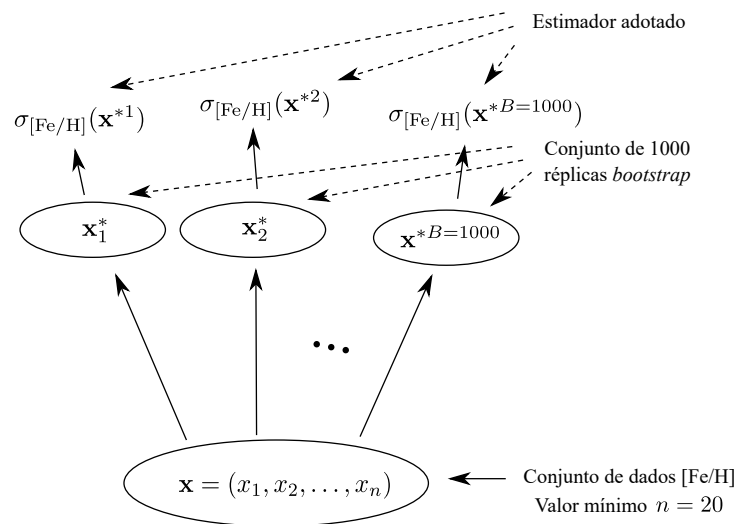 Estimador adotado
σ[Fe/H](x*1)
σ[Fe/H](x*2)
σ[Fe/H](x*B=1000)
Conjunto de 1000
réplicas bootstrap
x*1
x*2
x*B=1000
...
x = (x1, x2, . . . , xn)
Conjunto de dados [Fe/H]
Valor mínimo n = 20